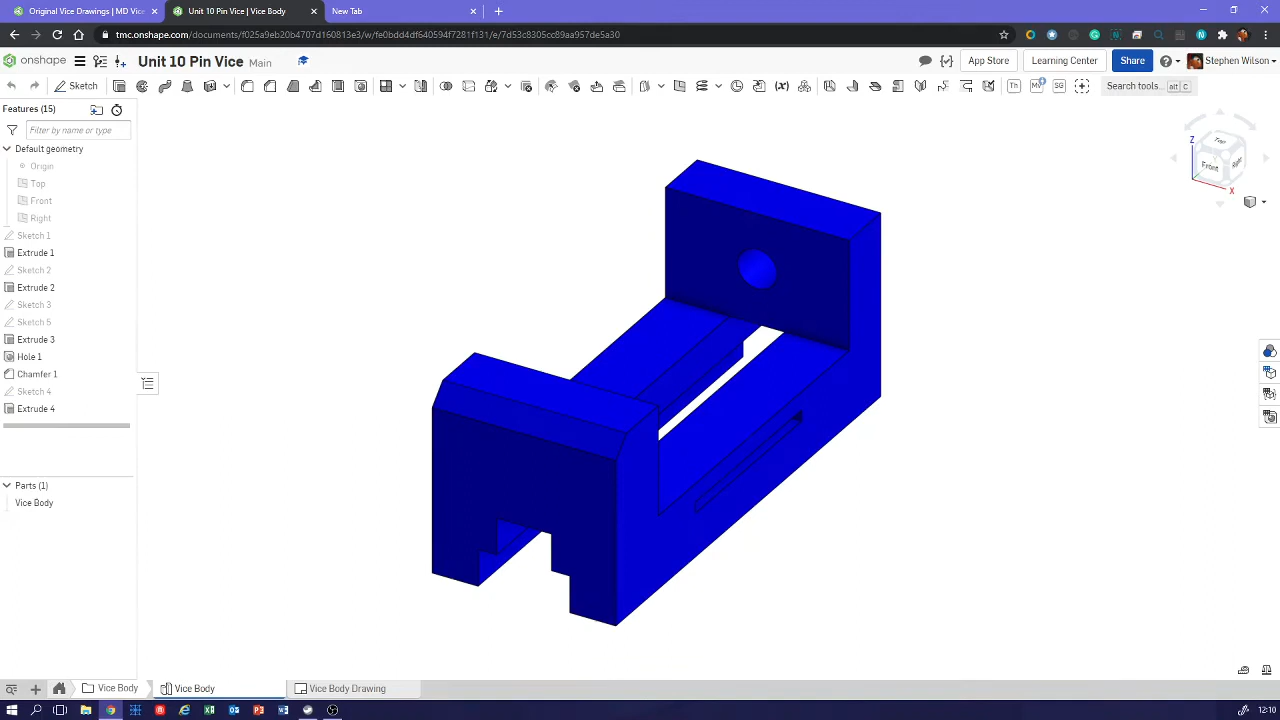 Original Vice Drawings | MD Vice
Unit 10 Pin Vice | Vice Body
New Tab
tmc.onshape.com/documents/f025a9eb20b4707d160813e3/w/fe0bdd4df640594f7281f131/e/7d53c8305cc89aa957de5a30
onshape
Unit 10 Pin Vice Main
App Store
Learning Center
Share
Stephen Wilson
Sketch
Search tools... alt C
Features (15)
Filter by name or type
Default geometry
Origin
Top
Front
Right
Sketch 1
Extrude 1
Sketch 2
Extrude 2
Sketch 3
Sketch 5
Extrude 3
Hole 1
Chamfer 1
Sketch 4
Extrude 4
Parts (1)
Vice Body
Z
Top
Front
Right
X
Vice Body
Vice Body
Vice Body Drawing
12:10